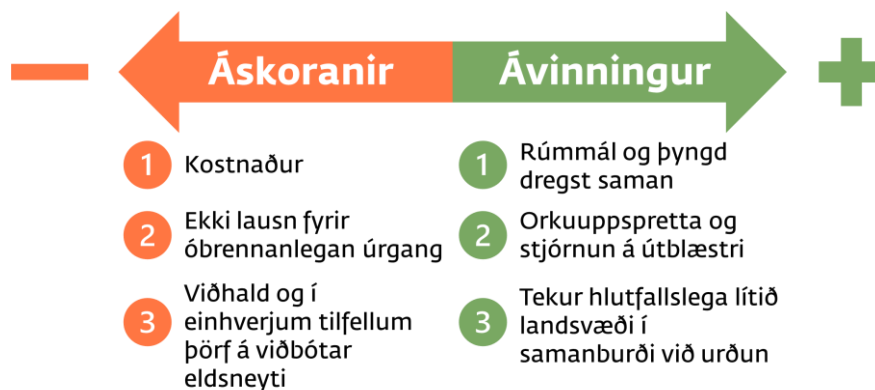 Áskoranir
Ávinningur
1 Kostnaður
2 Ekki lausn fyrir
óbrennanlegan úrgang
3 Viðhald og í
einhverjum tilfellum
þörf á viðbótar
eldsneyti
1 Rúmmál og þyngd
dregst saman
2 Orkuuppspretta og
stjórnun á útblæstri
3 Tekur hlutfallslega lítið
landsvæði í
samanburði við urðun